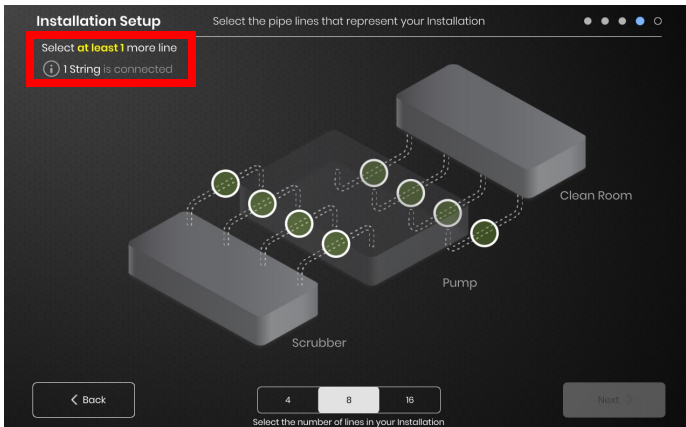 Installation Setup
Select the pipe lines that represent your Installation
Select at least 1 more line
1 String is connected
Clean Room
Pump
Scrubber
Back
4
8
16
Next
Select the number of lines in your Installation